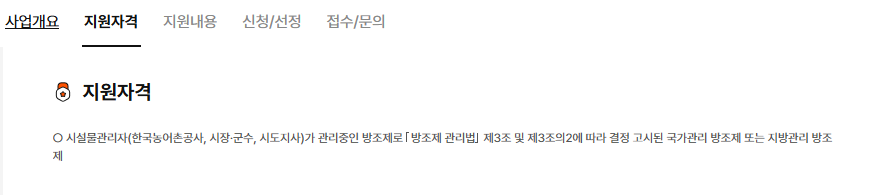 사업개요 지원자격 지원내용 신청/선정 접수/문의
지원자격
○ 시설물관리자(한국농어촌공사, 시장·군수, 시도지사)가 관리중인 방조제로 ｢방조제 관리법｣ 제3조 및 제3조의2에 따라 결정 고시된 국가관리 방조제 또는 지방관리 방조
제